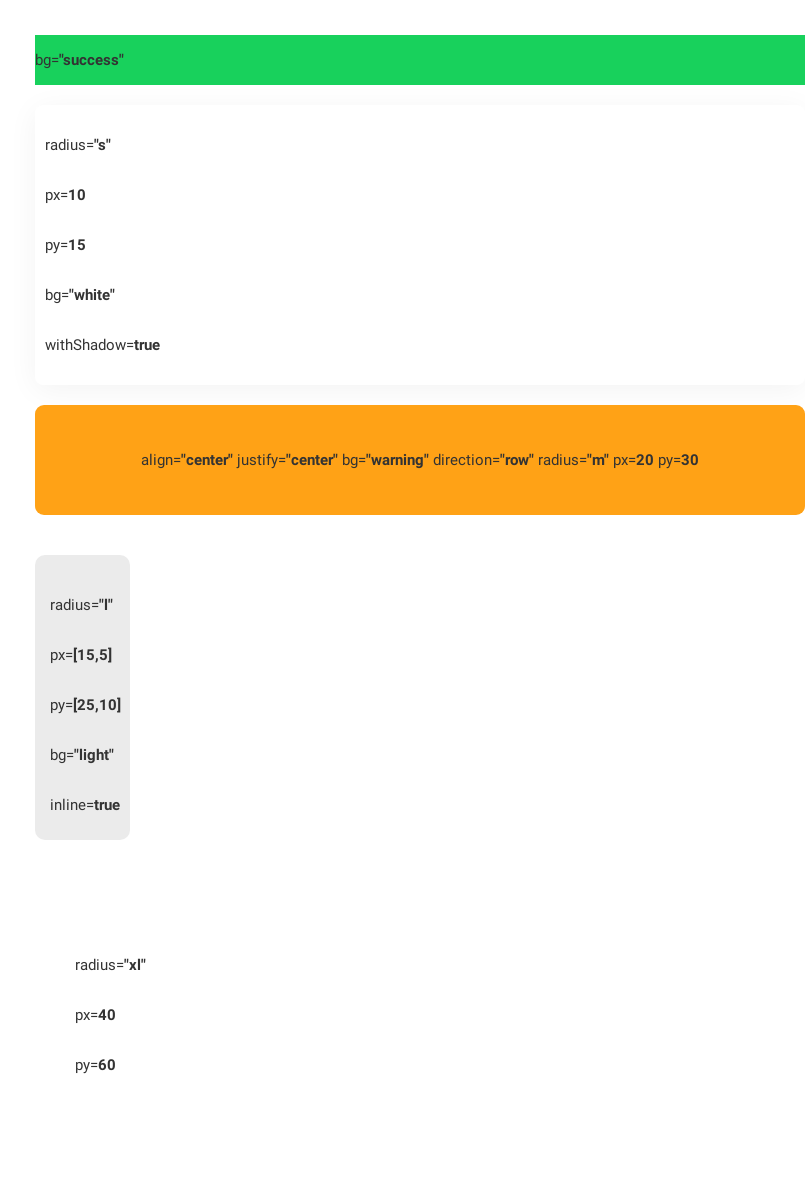 bg="success"
radius="s"
px=10
py=15
bg="white"
withShadow=true
align="center" justify="center" bg="warning" direction="row" radius="m" px=20 py=30
radius="l"
px=[15,5]
py=[25,10]
bg="light"
inline=true
radius="xl"
px=40
py=60